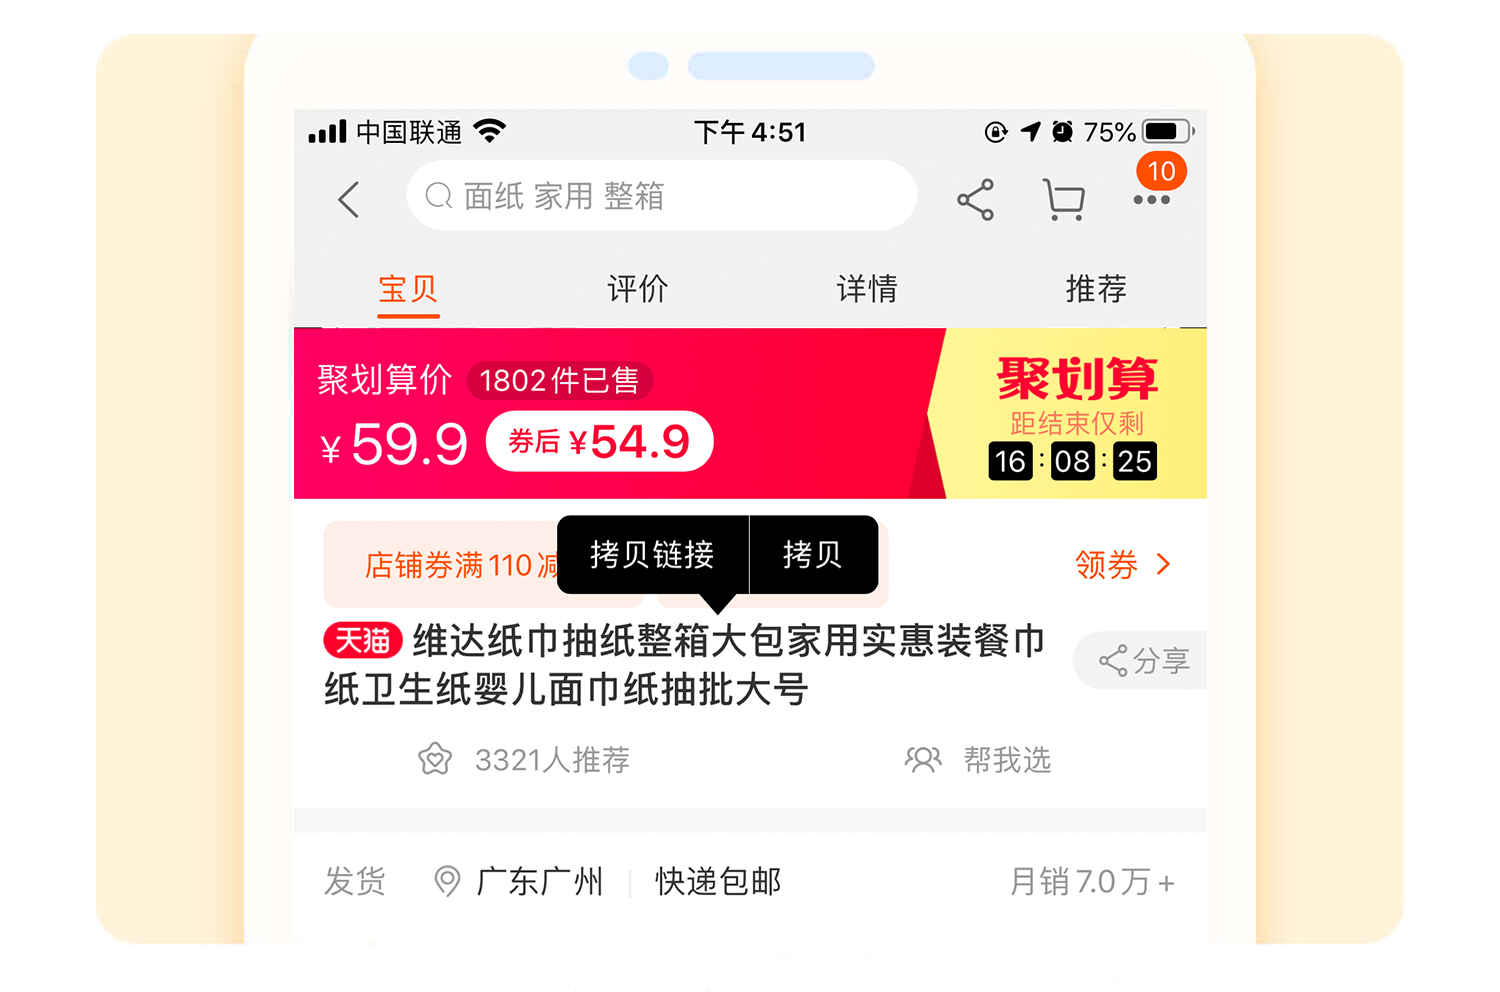 中国联通 下午4:51 75%
10
面纸 家用 整箱
宝贝 评价 详情 推荐
聚划算价 1802件已售 聚划算
距结束仅剩
¥59.9 券后 ¥54.9 16:08:25
拷贝链接 拷贝
店铺券满110减 领券
天猫 维达纸巾抽纸整箱大包家用实惠装餐巾
纸卫生纸婴儿面巾纸抽批大号
分享
3321人推荐 帮我选
发货 广东广州 快递包邮 月销7.0万+